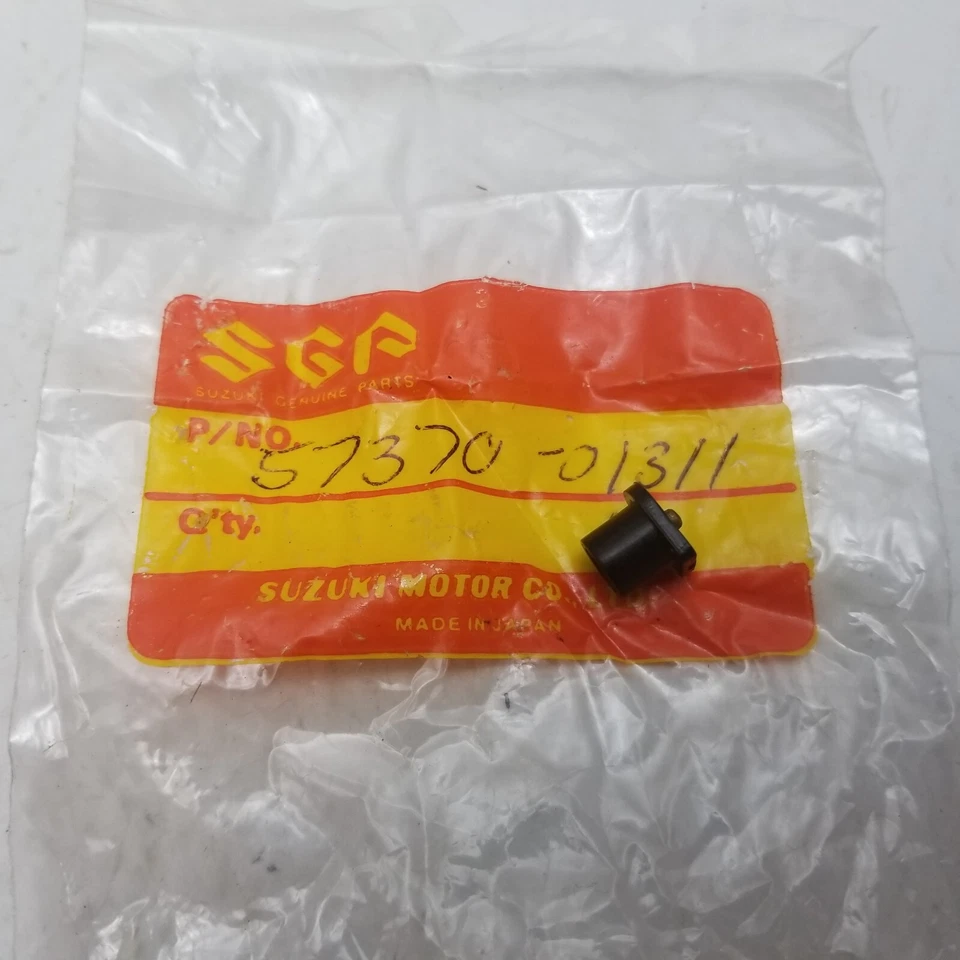 SGP
SUZUKI GENUINE PARTS
P/NO. 57370-01311
Q'ty.
SUZUKI MOTOR CO.
MADE IN JAPAN